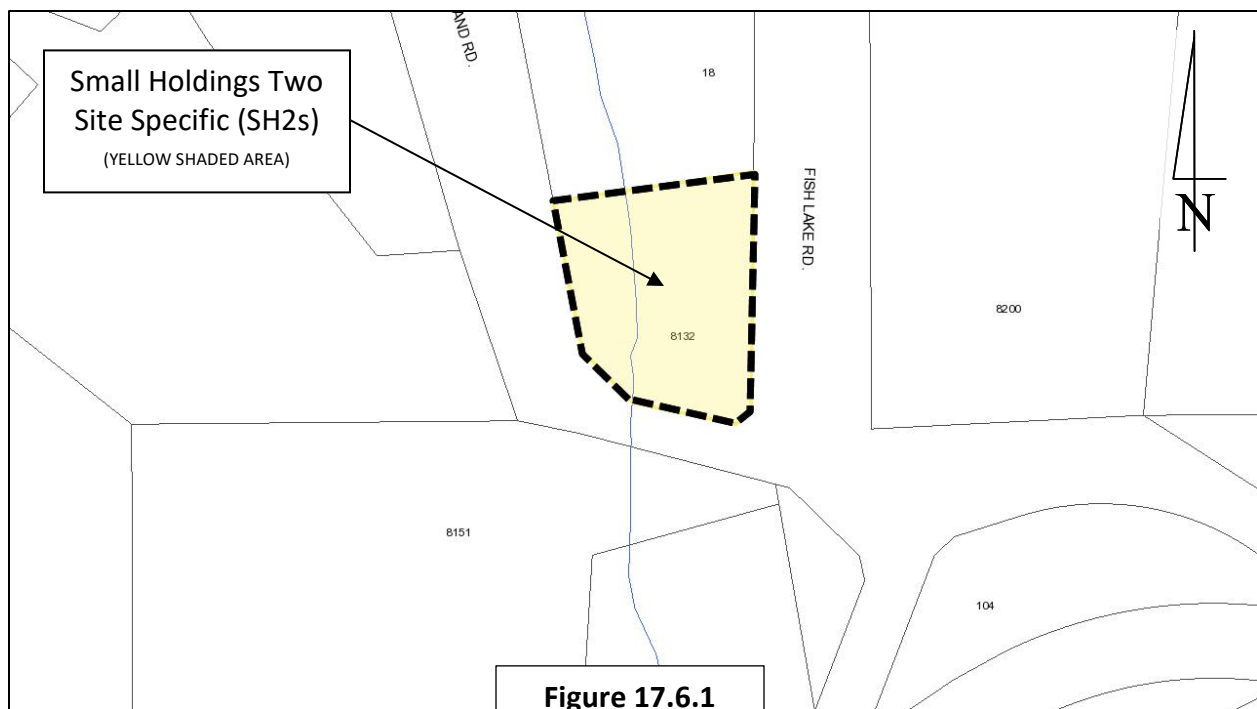 AND RD.
18
Small Holdings Two
Site Specific (SH2s)
(YELLOW SHADED AREA)
FISH LAKE RD.
N
8132
8200
8151
104
Figure 17.6.1